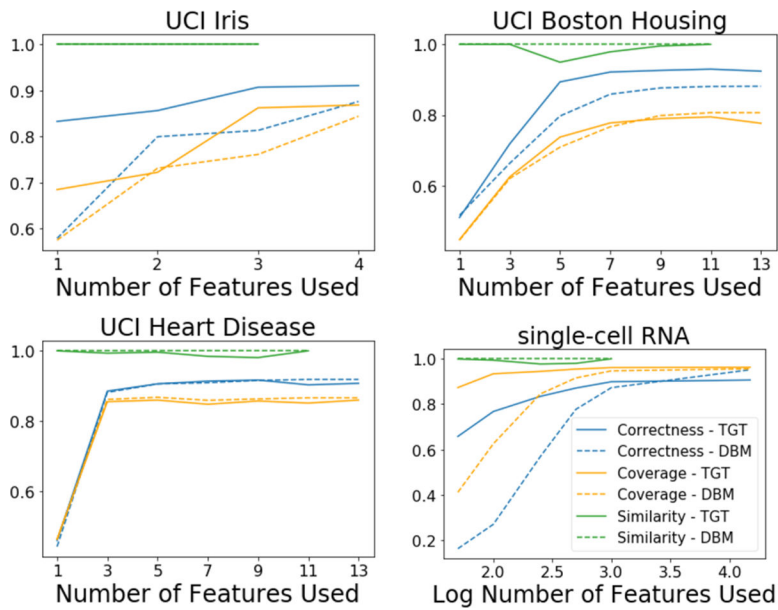 UCI Iris
1.0
0.9
0.8
0.7
0.6
1 2 3 4
Number of Features Used
UCI Boston Housing
1.0
0.8
0.6
1 3 5 7 9 11 13
Number of Features Used
UCI Heart Disease
1.0
0.8
0.6
1 3 5 7 9 11 13
Number of Features Used
single-cell RNA
1.0
0.8
0.6
0.4
0.2
Correctness - TGT
Correctness - DBM
Coverage - TGT
Coverage - DBM
Similarity - TGT
Similarity - DBM
2.0 2.5 3.0 3.5 4.0
Log Number of Features Used